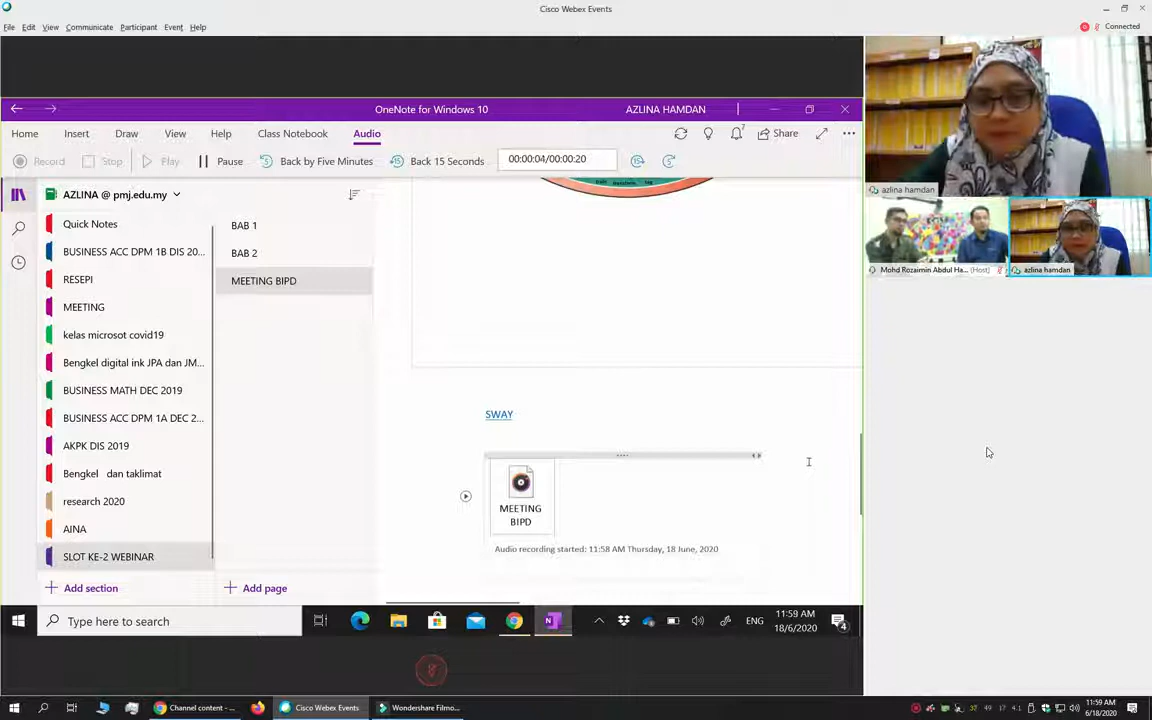 Cisco Webex Events
File Edit View Communicate Participant Event Help
Connected
OneNote for Windows 10
AZLINA HAMDAN
Home Insert Draw View Help Class Notebook Audio
7
Share
Record Stop Play Pause Back by Five Minutes Back 15 Seconds 00:00:04/00:00:20
AZLINA @ pmj.edu.my
Quick Notes
BUSINESS ACC DPM 1B DIS 20...
RESEPI
MEETING
kelas microsot covid19
Bengkel digital ink JPA dan JM...
BUSINESS MATH DEC 2019
BUSINESS ACC DPM 1A DEC 2...
AKPK DIS 2019
Bengkel dan taklimat
research 2020
AINA
SLOT KE-2 WEBINAR
Add section
BAB 1
BAB 2
MEETING BIPD
Add page
SWAY
MEETING
BIPD
Audio recording started: 11:58 AM Thursday, 18 June, 2020
azlina hamdan
Mohd Rozaimin Abdul Ha... (Host)
azlina hamdan
Type here to search
ENG
11:59 AM
18/6/2020
4
Channel content - ...
Cisco Webex Events
Wondershare Filmo...
37 49 17 4.1
11:59 AM
6/18/2020